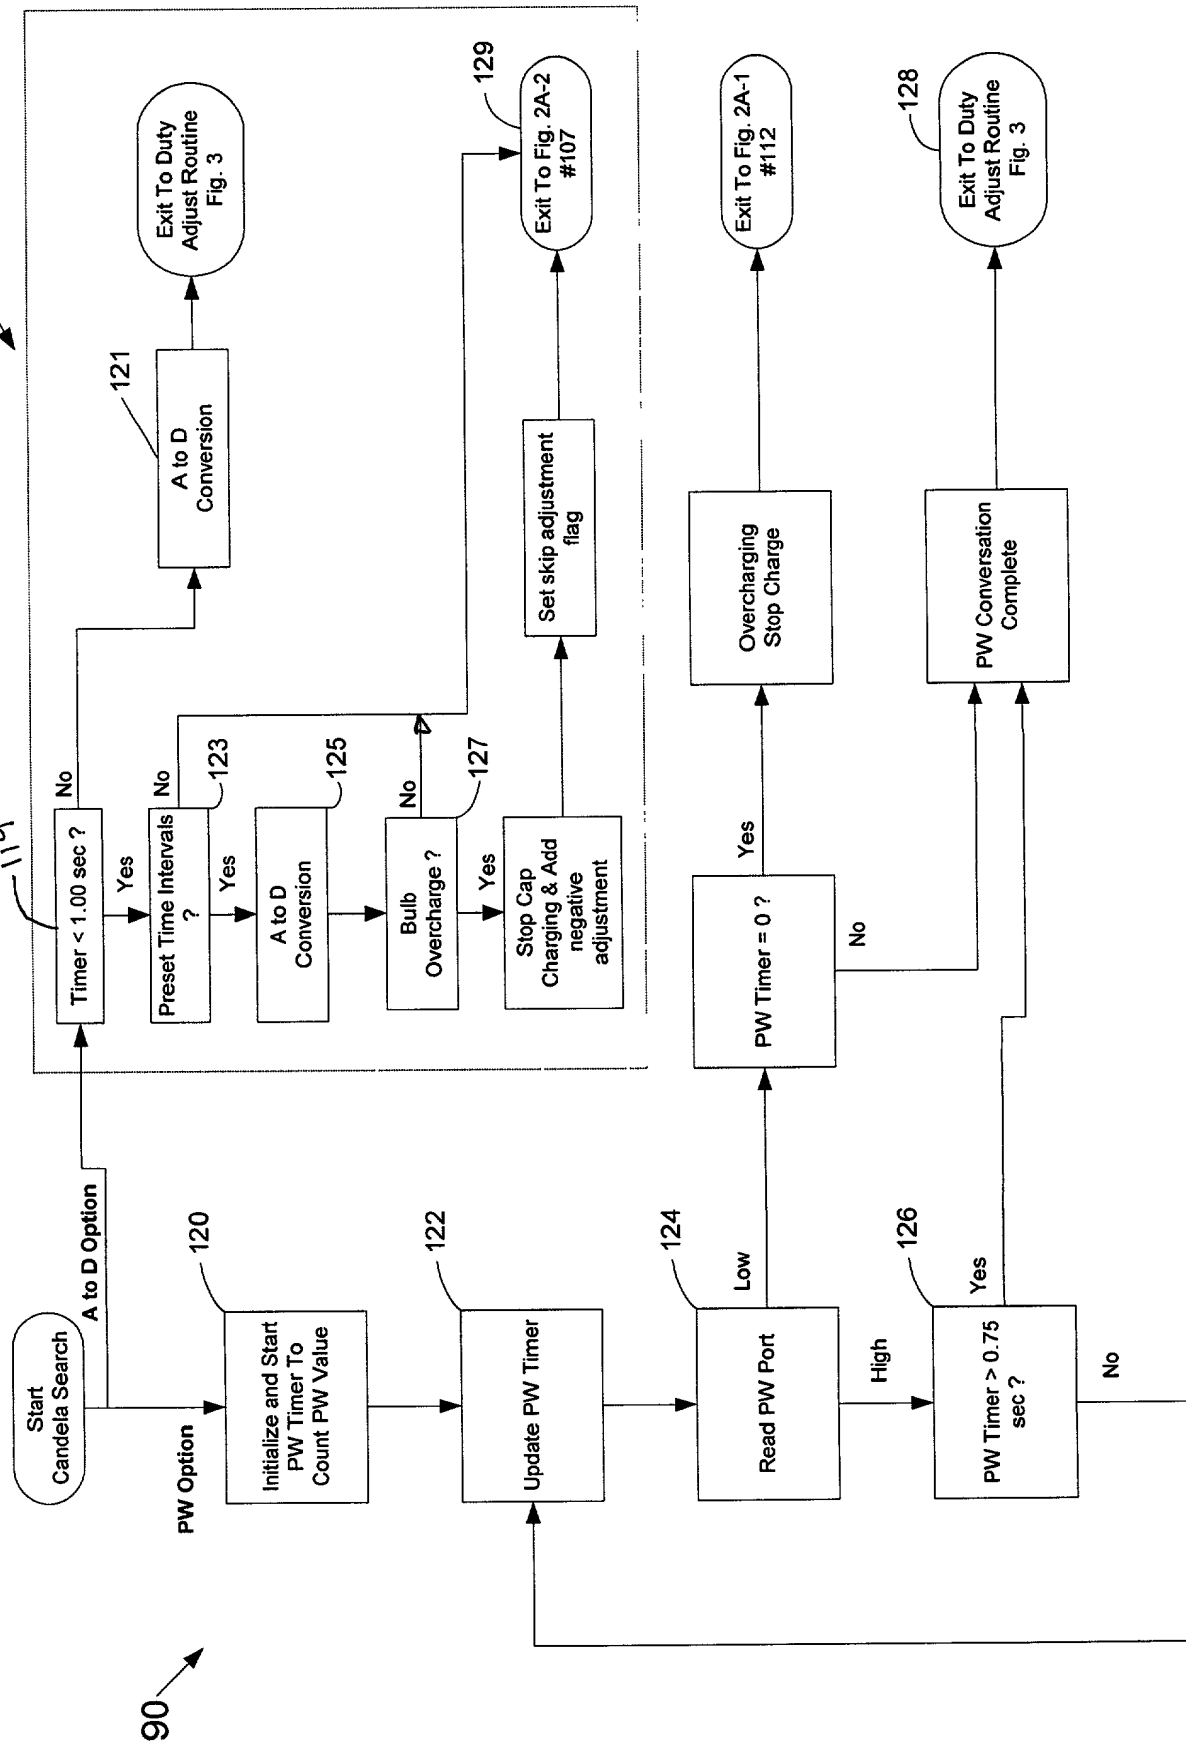 90
Start
Candela Search
A to D Option
PW Option
119
Timer < 1.00 sec ?
No
Yes
121
A to D
Conversion
Exit To Duty
Adjust Routine
Fig. 3
Preset Time Intervals
?
123
No
Yes
A to D
Conversion
125
Bulb
Overcharge ?
127
No
Yes
Stop Cap
Charging & Add
negative
adjustment
Set skip adjustment
flag
Exit To Fig. 2A-2
#107
129
Initialize and Start
PW Timer To
Count PW Value
120
Update PW Timer
122
Read PW Port
124
Low
High
PW Timer = 0 ?
Yes
No
Overcharging
Stop Charge
Exit To Fig. 2A-1
#112
PW Timer > 0.75
sec ?
126
Yes
No
PW Conversation
Complete
Exit To Duty
Adjust Routine
Fig. 3
128